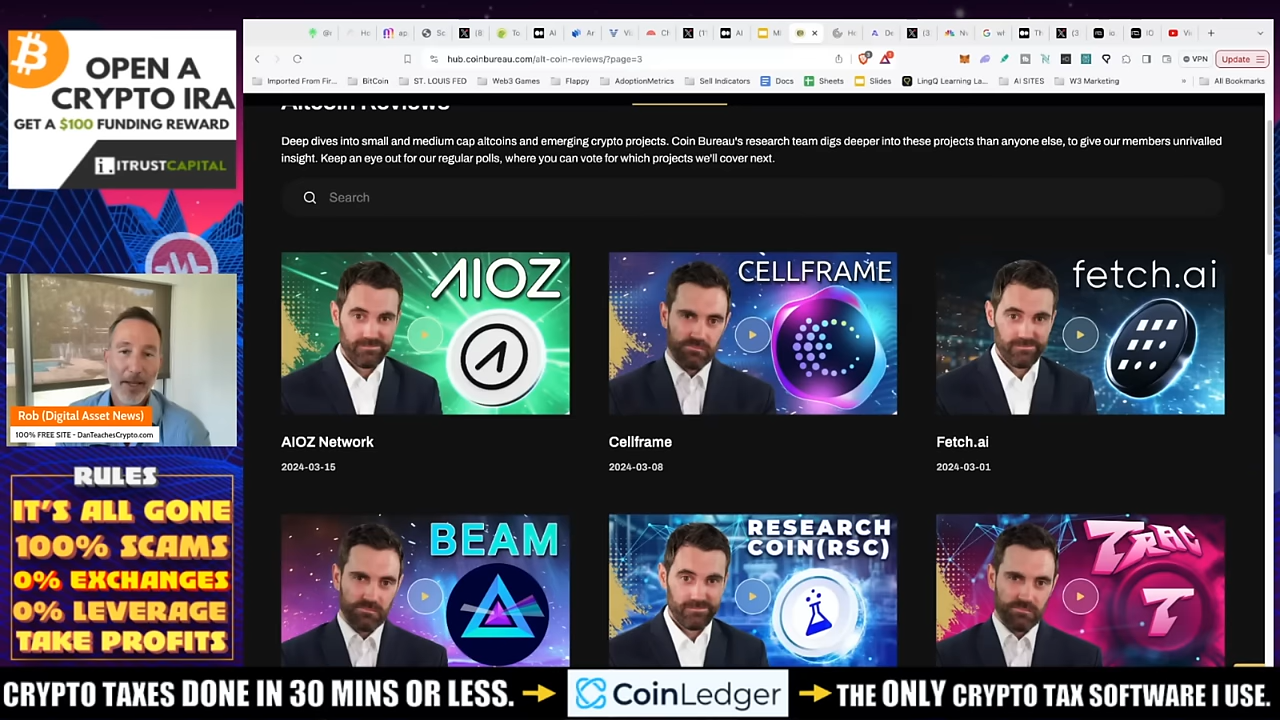 OPEN A
CRYPTO IRA
GET A $100 FUNDING REWARD
ITRUSTCAPITAL
Rob (Digital Asset News)
100% FREE SITE - DanTeachesCrypto.com
RULES
IT'S ALL GONE
100% SCAMS
0% EXCHANGES
0% LEVERAGE
TAKE PROFITS
hub.coinbureau.com/alt-coin-reviews/?page=3
VPN
Update
Imported From Fir...
BitCoin
ST. LOUIS FED
Web3 Games
Flappy
AdoptionMetrics
Sell Indicators
Docs
Sheets
Slides
LingQ Learning La...
AI SITES
W3 Marketing
»
All Bookmarks
Altcoin Reviews
Deep dives into small and medium cap altcoins and emerging crypto projects. Coin Bureau's research team digs deeper into these projects than anyone else, to give our members unrivalled
insight. Keep an eye out for our regular polls, where you can vote for which projects we'll cover next.
Search
AIOZ
CELLFRAME
fetch.ai
AIOZ Network
Cellframe
Fetch.ai
2024-03-15
2024-03-08
2024-03-01
BEAM
RESEARCH
COIN(RSC)
TRAC
CRYPTO TAXES DONE IN 30 MINS OR LESS.
CoinLedger
THE ONLY CRYPTO TAX SOFTWARE I USE.